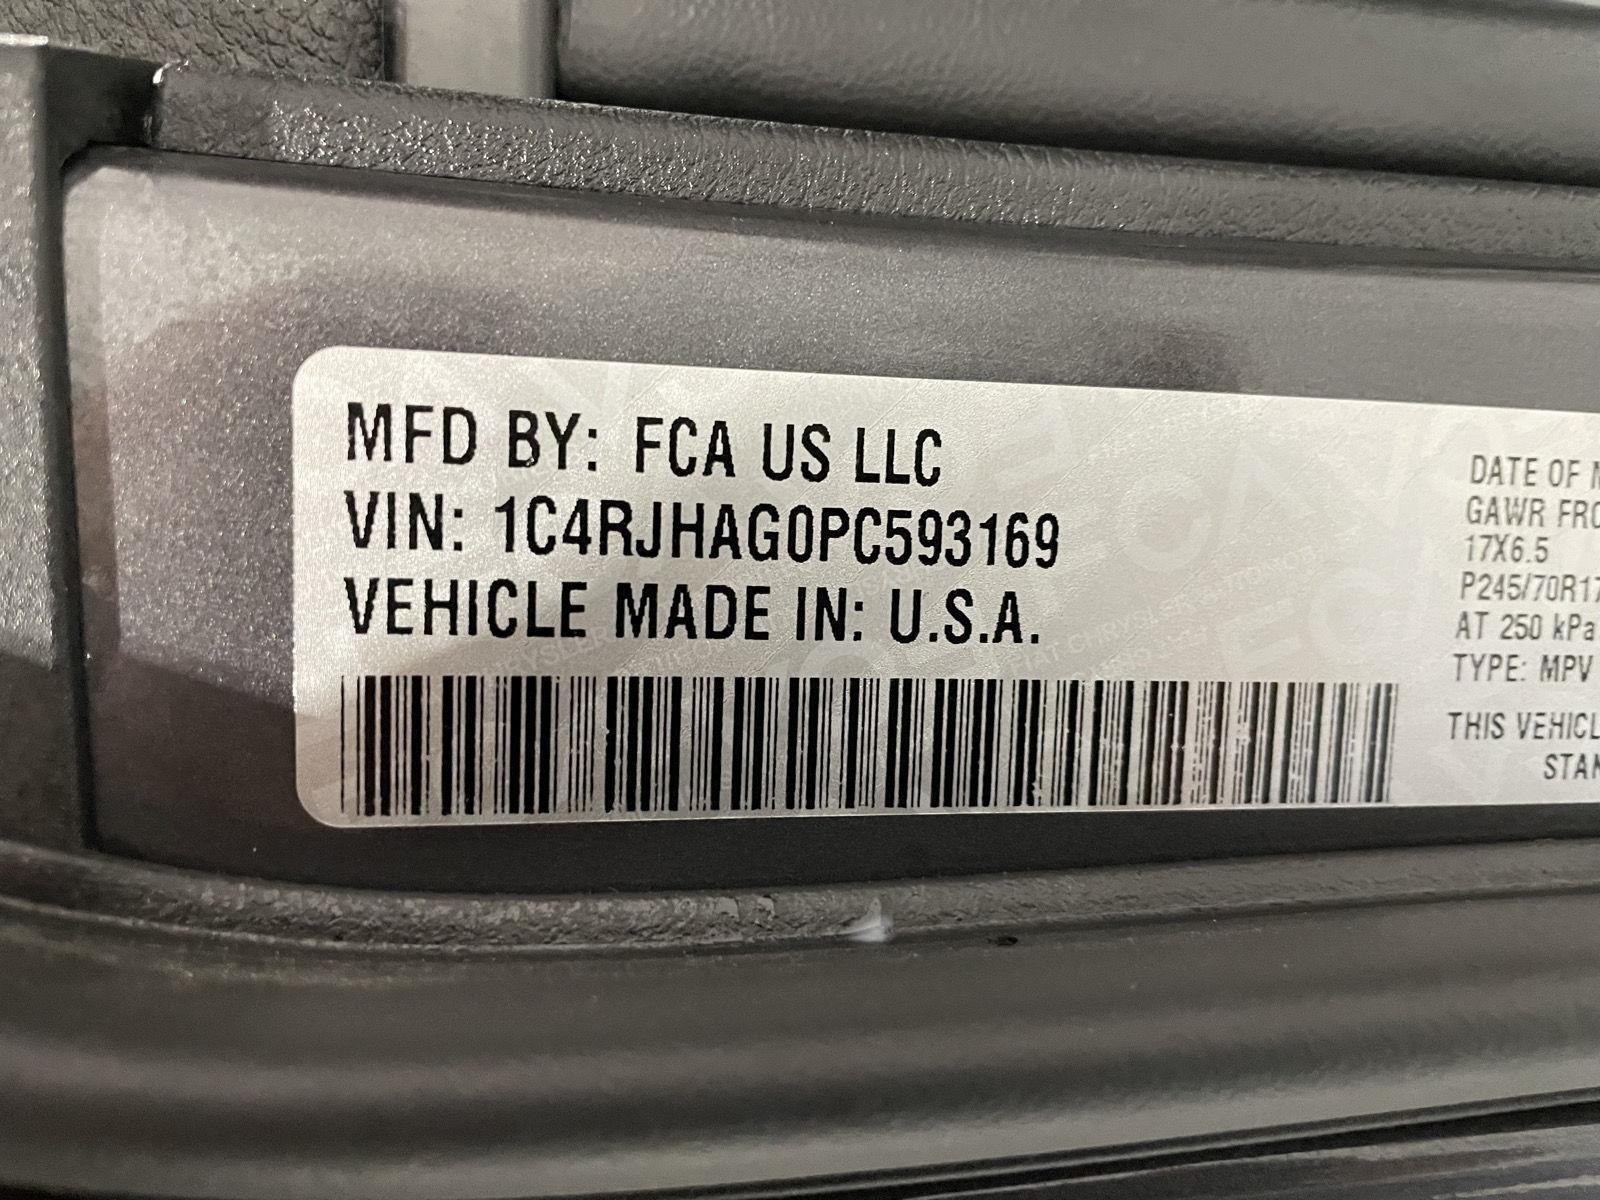 MFD BY: FCA US LLC
VIN: 1C4RJHAG0PC593169
VEHICLE MADE IN: U.S.A.
DATE OF
GAWR FRO
17X6.5
P245/70R17
AT 250 kPa
TYPE: MPV
THIS VEHICL
STAN